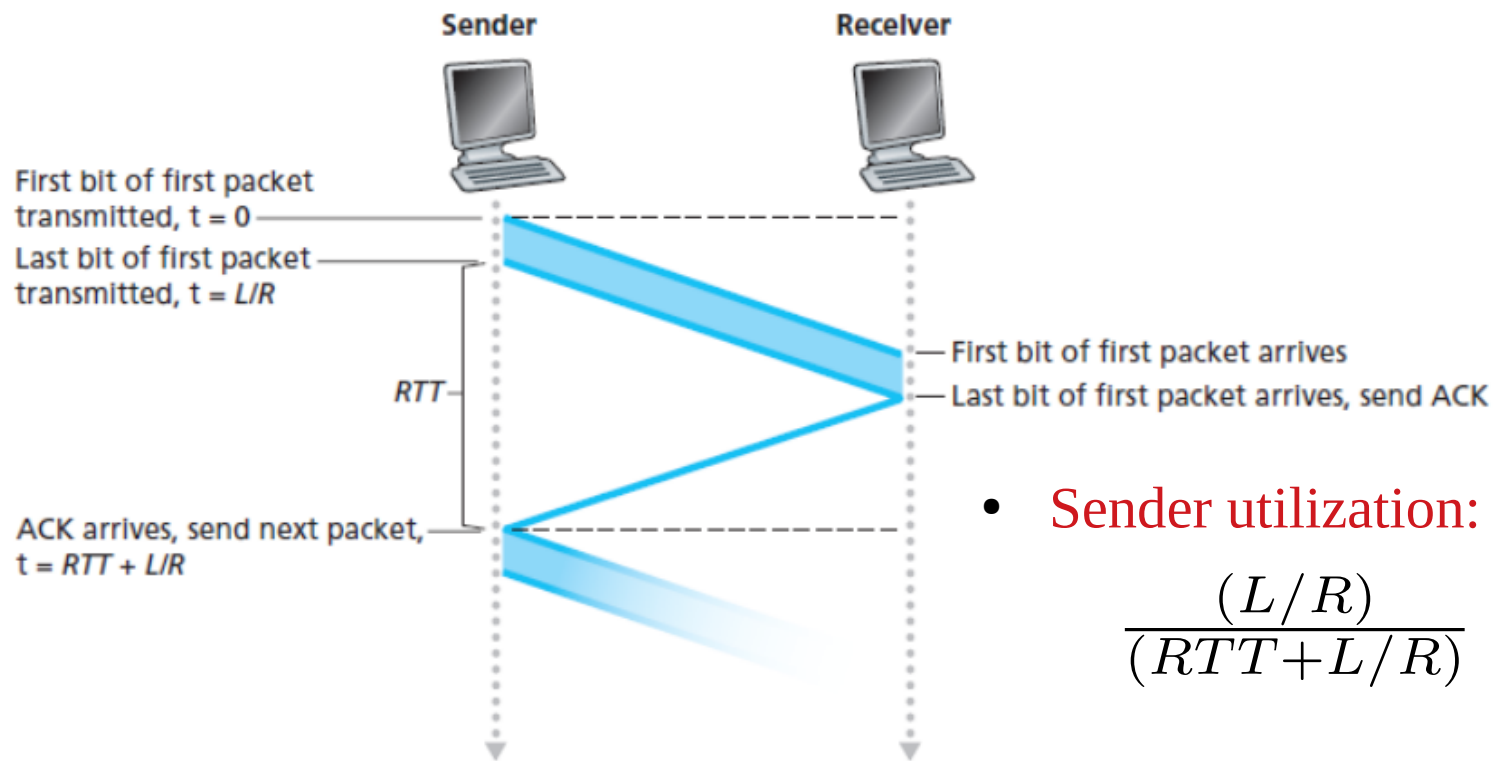 Sender
Receiver
First bit of first packet
transmitted, t = 0
Last bit of first packet
transmitted, t = L/R
First bit of first packet arrives
RTT
Last bit of first packet arrives, send ACK
ACK arrives, send next packet,
t = RTT + L/R
• Sender utilization:
(L/R)
(RTT+L/R)